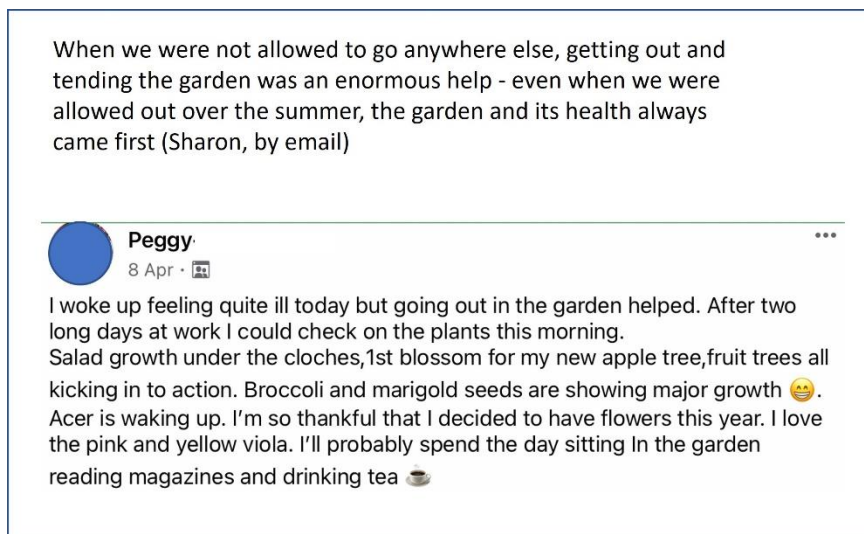 When we were not allowed to go anywhere else, getting out and
tending the garden was an enormous help - even when we were
allowed out over the summer, the garden and its health always
came first (Sharon, by email)
Peggy·
8 Apr ·
I woke up feeling quite ill today but going out in the garden helped. After two
long days at work I could check on the plants this morning.
Salad growth under the cloches,1st blossom for my new apple tree,fruit trees all
kicking in to action. Broccoli and marigold seeds are showing major growth 😁.
Acer is waking up. I'm so thankful that I decided to have flowers this year. I love
the pink and yellow viola. I'll probably spend the day sitting In the garden
reading magazines and drinking tea ☕